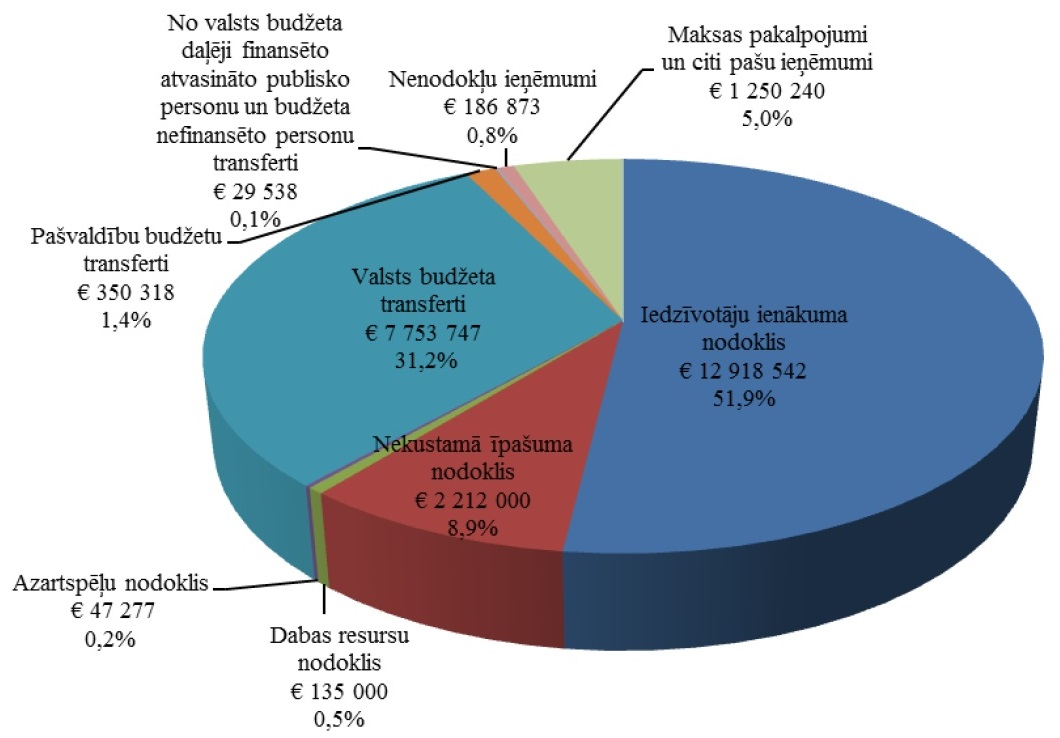 No valsts budžeta
daļēji finansēto
atvasināto publisko
personu un budžeta
nefinansēto personu
transferti
€ 29 538
0,1%
Nenodokļu ieņēmumi
€ 186 873
0,8%
Maksas pakalpojumi
un citi pašu ieņēmumi
€ 1 250 240
5,0%
Pašvaldību budžetu
transferti
€ 350 318
1,4%
Valsts budžeta
transferti
€ 7 753 747
31,2%
Iedzīvotāju ienākuma
nodoklis
€ 12 918 542
51,9%
Nekustamā īpašuma
nodoklis
€ 2 212 000
8,9%
Azartspēļu nodoklis
€ 47 277
0,2%
Dabas resursu
nodoklis
€ 135 000
0,5%